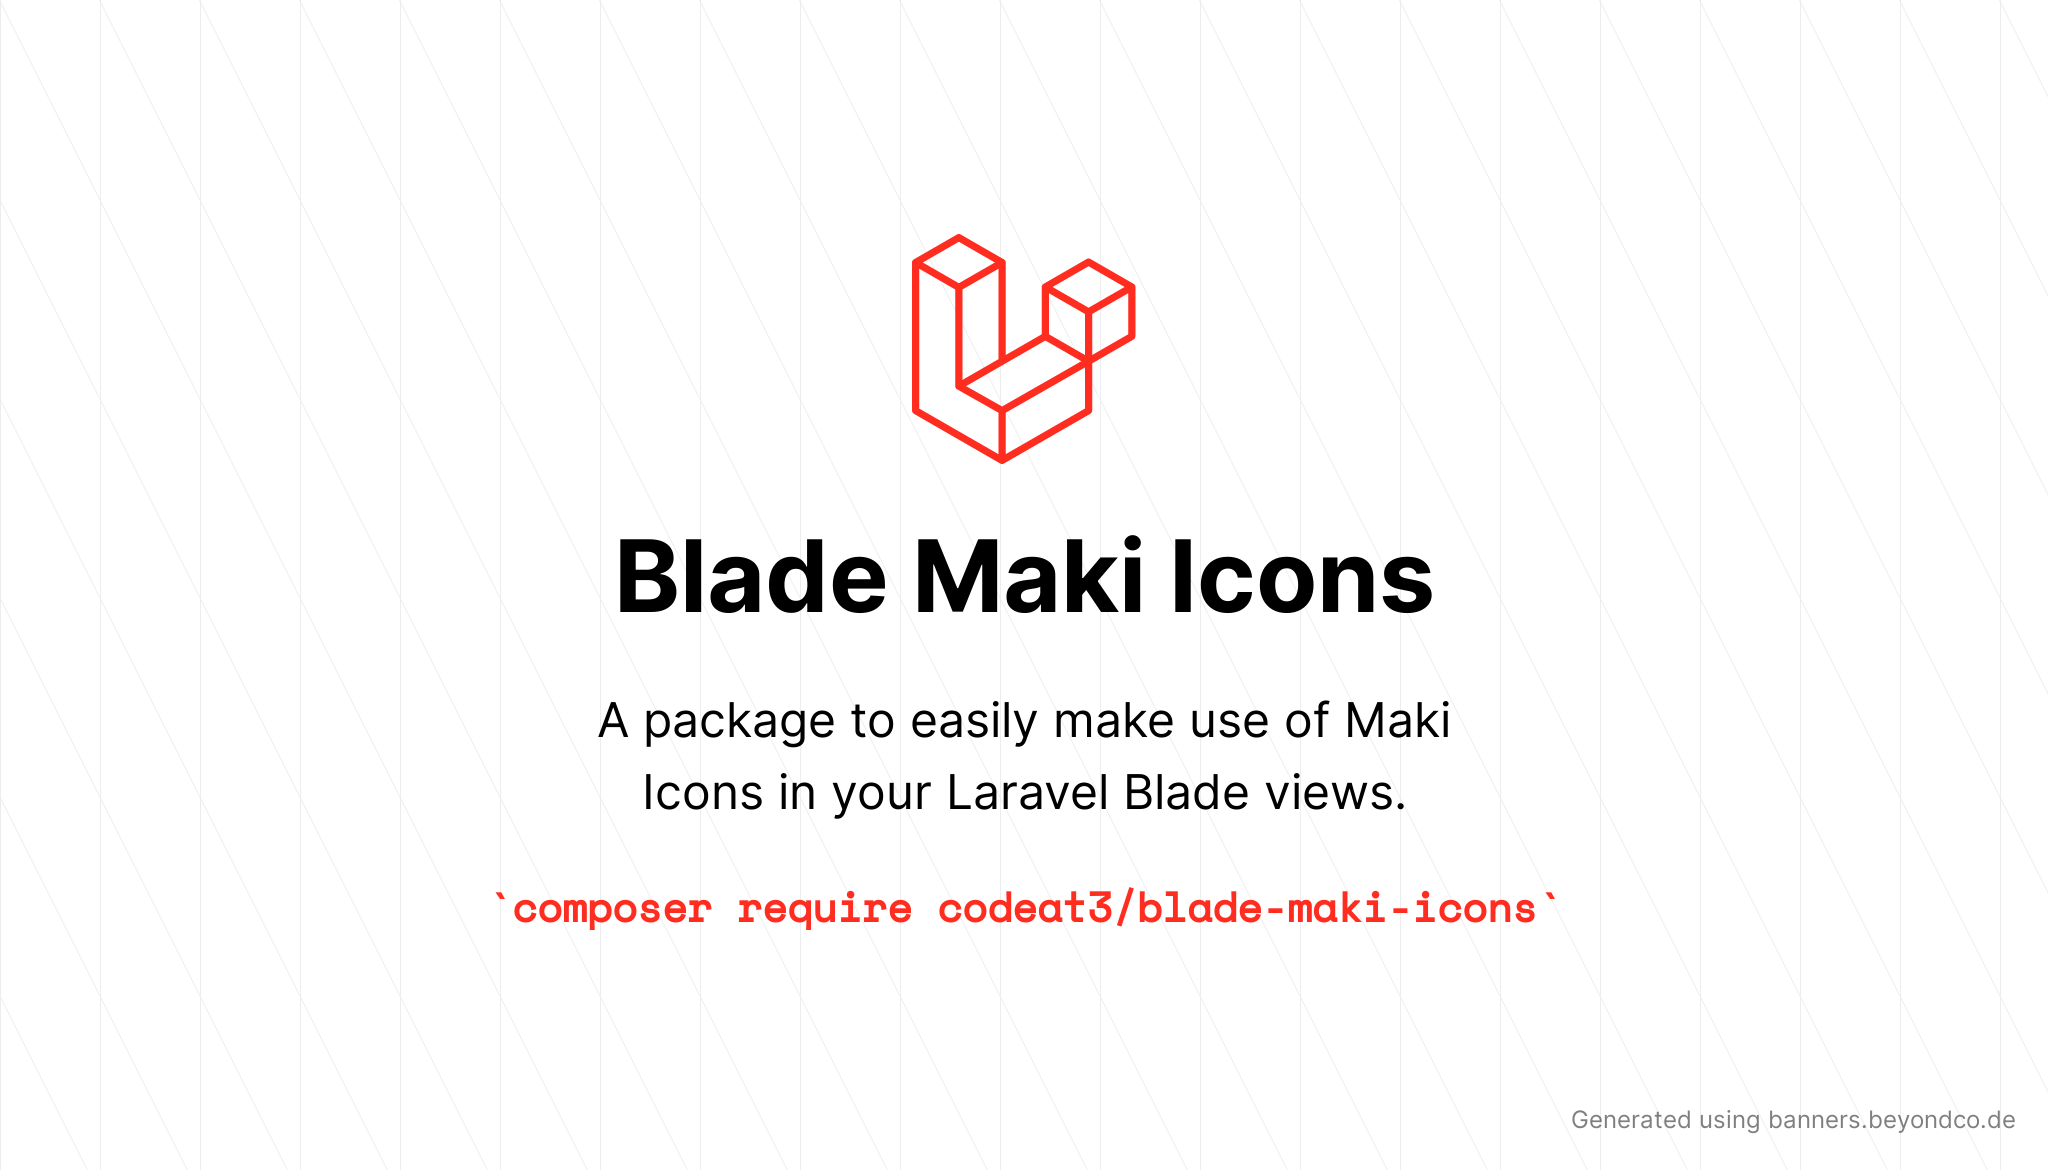 Blade Maki Icons
A package to easily make use of Maki
Icons in your Laravel Blade views.
`composer require codeat3/blade-maki-icons`
Generated using banners.beyondco.de